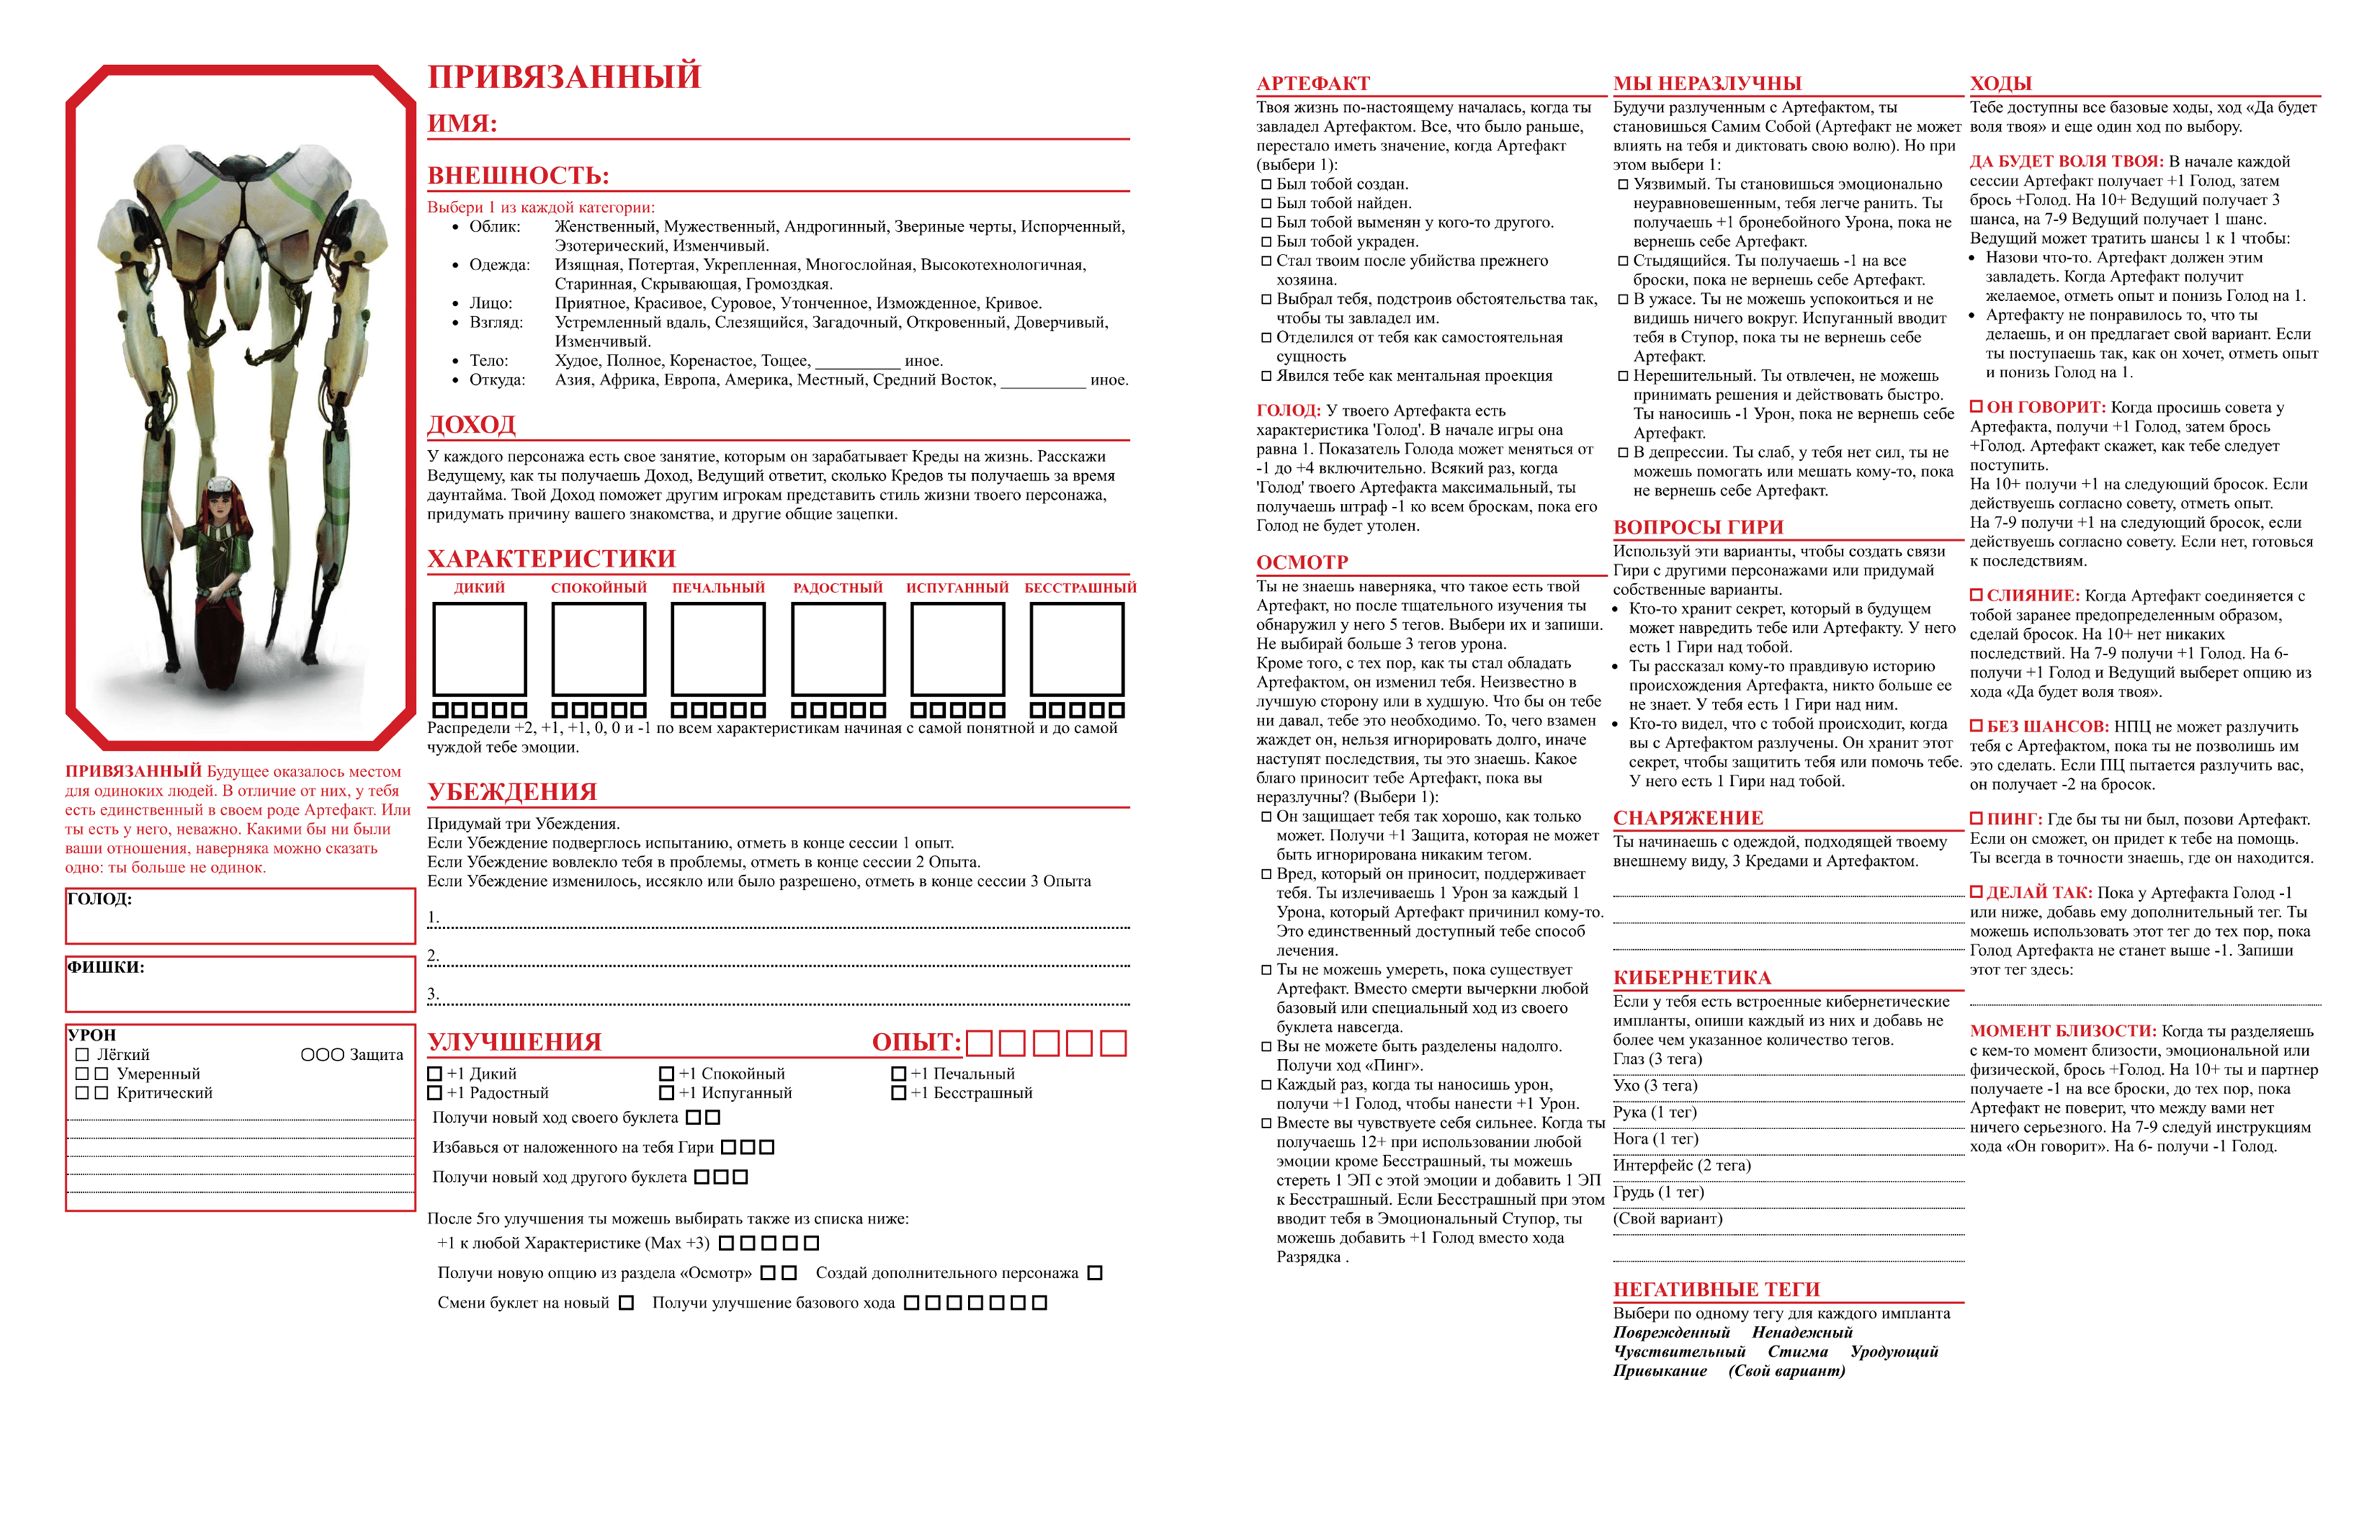 ПРИВЯЗАННЫЙ
ИМЯ:
ВНЕШНОСТЬ:
Выбери 1 из каждой категории:
• Облик: Женственный, Мужественный, Андрогинный, Звериные черты, Испорченный,
Эзотерический, Изменчивый.
• Одежда: Изящная, Потертая, Укрепленная, Многослойная, Высокотехнологичная,
Старинная, Скрывающая, Громоздкая.
• Лицо: Приятное, Красивое, Суровое, Утонченное, Изможденное, Кривое.
• Взгляд: Устремленный вдаль, Слезящийся, Загадочный, Откровенный, Доверчивый,
Изменчивый.
• Тело: Худое, Полное, Коренастое, Тощее, __________ иное.
• Откуда: Азия, Африка, Европа, Америка, Местный, Средний Восток, __________ иное.
ДОХОД
У каждого персонажа есть свое занятие, которым он зарабатывает Креды на жизнь. Расскажи
Ведущему, как ты получаешь Доход, Ведущий ответит, сколько Кредов ты получаешь за время
даунтайма. Твой Доход поможет другим игрокам представить стиль жизни твоего персонажа,
придумать причину вашего знакомства, и другие общие зацепки.
ХАРАКТЕРИСТИКИ
ДИКИЙ СПОКОЙНЫЙ ПЕЧАЛЬНЫЙ РАДОСТНЫЙ ИСПУГАННЫЙ БЕССТРАШНЫЙ
Распредели +2, +1, +1, 0, 0 и -1 по всем характеристикам начиная с самой понятной и до самой
чуждой тебе эмоции.
УБЕЖДЕНИЯ
Придумай три Убеждения.
Если Убеждение подверглось испытанию, отметь в конце сессии 1 опыт.
Если Убеждение вовлекло тебя в проблемы, отметь в конце сессии 2 Опыта.
Если Убеждение изменилось, иссякло или было разрешено, отметь в конце сессии 3 Опыта
1.
2.
3.
УЛУЧШЕНИЯ ОПЫТ:
+1 Дикий +1 Спокойный +1 Печальный
+1 Радостный +1 Испуганный +1 Бесстрашный
Получи новый ход своего буклета
Избавься от наложенного на тебя Гири
Получи новый ход другого буклета
После 5го улучшения ты можешь выбирать также из списка ниже:
+1 к любой Характеристике (Max +3)
Получи новую опцию из раздела «Осмотр» Создай дополнительного персонажа
Смени буклет на новый Получи улучшение базового хода
ПРИВЯЗАННЫЙ Будущее оказалось местом
для одиноких людей. В отличие от них, у тебя
есть единственный в своем роде Артефакт. Или
ты есть у него, неважно. Какими бы ни были
ваши отношения, наверняка можно сказать
одно: ты больше не одинок.
ГОЛОД:
ФИШКИ:
УРОН
Лёгкий Защита
Умеренный
Критический
АРТЕФАКТ
Твоя жизнь по-настоящему началась, когда ты
завладел Артефактом. Все, что было раньше,
перестало иметь значение, когда Артефакт
(выбери 1):
Был тобой создан.
Был тобой найден.
Был тобой выменян у кого-то другого.
Был тобой украден.
Стал твоим после убийства прежнего
хозяина.
Выбрал тебя, подстроив обстоятельства так,
чтобы ты завладел им.
Отделился от тебя как самостоятельная
сущность
Явился тебе как ментальная проекция
ГОЛОД: У твоего Артефакта есть
характеристика 'Голод'. В начале игры она
равна 1. Показатель Голода может меняться от
-1 до +4 включительно. Всякий раз, когда
'Голод' твоего Артефакта максимальный, ты
получаешь штраф -1 ко всем броскам, пока его
Голод не будет утолен.
ОСМОТР
Ты не знаешь наверняка, что такое есть твой
Артефакт, но после тщательного изучения ты
обнаружил у него 5 тегов. Выбери их и запиши.
Не выбирай больше 3 тегов урона.
Кроме того, с тех пор, как ты стал обладать
Артефактом, он изменил тебя. Неизвестно в
лучшую сторону или в худшую. Что бы он тебе
ни давал, тебе это необходимо. То, чего взамен
жаждет он, нельзя игнорировать долго, иначе
наступят последствия, ты это знаешь. Какое
благо приносит тебе Артефакт, пока вы
неразлучны? (Выбери 1):
Он защищает тебя так хорошо, как только
может. Получи +1 Защита, которая не может
быть игнорирована никаким тегом.
Вред, который он приносит, поддерживает
тебя. Ты излечиваешь 1 Урон за каждый 1
Урона, который Артефакт причинил кому-то.
Это единственный доступный тебе способ
лечения.
Ты не можешь умереть, пока существует
Артефакт. Вместо смерти вычеркни любой
базовый или специальный ход из своего
буклета навсегда.
Вы не можете быть разделены надолго.
Получи ход «Пинг».
Каждый раз, когда ты наносишь урон,
получи +1 Голод, чтобы нанести +1 Урон.
Вместе вы чувствуете себя сильнее. Когда ты
получаешь 12+ при использовании любой
эмоции кроме Бесстрашный, ты можешь
стереть 1 ЭП с этой эмоции и добавить 1 ЭП
к Бесстрашный. Если Бесстрашный при этом
вводит тебя в Эмоциональный Ступор, ты
можешь добавить +1 Голод вместо хода
Разрядка .
МЫ НЕРАЗЛУЧНЫ
Будучи разлученным с Артефактом, ты
становишься Самим Собой (Артефакт не может
влиять на тебя и диктовать свою волю). Но при
этом выбери 1:
Уязвимый. Ты становишься эмоционально
неуравновешенным, тебя легче ранить. Ты
получаешь +1 бронебойного Урона, пока не
вернешь себе Артефакт.
Стыдящийся. Ты получаешь -1 на все
броски, пока не вернешь себе Артефакт.
В ужасе. Ты не можешь успокоиться и не
видишь ничего вокруг. Испуганный вводит
тебя в Ступор, пока ты не вернешь себе
Артефакт.
Нерешительный. Ты отвлечен, не можешь
принимать решения и действовать быстро.
Ты наносишь -1 Урон, пока не вернешь себе
Артефакт.
В депрессии. Ты слаб, у тебя нет сил, ты не
можешь помогать или мешать кому-то, пока
не вернешь себе Артефакт.
ВОПРОСЫ ГИРИ
Используй эти варианты, чтобы создать связи
Гири с другими персонажами или придумай
собственные варианты.
• Кто-то хранит секрет, который в будущем
может навредить тебе или Артефакту. У него
есть 1 Гири над тобой.
• Ты рассказал кому-то правдивую историю
происхождения Артефакта, никто больше ее
не знает. У тебя есть 1 Гири над ним.
• Кто-то видел, что с тобой происходит, когда
вы с Артефактом разлучены. Он хранит этот
секрет, чтобы защитить тебя или помочь тебе.
У него есть 1 Гири над тобой.
СНАРЯЖЕНИЕ
Ты начинаешь с одеждой, подходящей твоему
внешнему виду, 3 Кредами и Артефактом.
КИБЕРНЕТИКА
Если у тебя есть встроенные кибернетические
импланты, опиши каждый из них и добавь не
более чем указанное количество тегов.
Глаз (3 тега)
Ухо (3 тега)
Рука (1 тег)
Нога (1 тег)
Интерфейс (2 тега)
Грудь (1 тег)
(Свой вариант)
НЕГАТИВНЫЕ ТЕГИ
Выбери по одному тегу для каждого импланта
Поврежденный Ненадежный
Чувствительный Стигма Уродующий
Привыкание (Свой вариант)
ХОДЫ
Тебе доступны все базовые ходы, ход «Да будет
воля твоя» и еще один ход по выбору.
ДА БУДЕТ ВОЛЯ ТВОЯ: В начале каждой
сессии Артефакт получает +1 Голод, затем
брось +Голод. На 10+ Ведущий получает 3
шанса, на 7-9 Ведущий получает 1 шанс.
Ведущий может тратить шансы 1 к 1 чтобы:
• Назови что-то. Артефакт должен этим
завладеть. Когда Артефакт получит
желаемое, отметь опыт и понизь Голод на 1.
• Артефакту не понравилось то, что ты
делаешь, и он предлагает свой вариант. Если
ты поступаешь так, как он хочет, отметь опыт
и понизь Голод на 1.
ОН ГОВОРИТ: Когда просишь совета у
Артефакта, получи +1 Голод, затем брось
+Голод. Артефакт скажет, как тебе следует
поступить.
На 10+ получи +1 на следующий бросок. Если
действуешь согласно совету, отметь опыт.
На 7-9 получи +1 на следующий бросок, если
действуешь согласно совету. Если нет, готовься
к последствиям.
СЛИЯНИЕ: Когда Артефакт соединяется с
тобой заранее предопределенным образом,
сделай бросок. На 10+ нет никаких
последствий. На 7-9 получи +1 Голод. На 6-
получи +1 Голод и Ведущий выберет опцию из
хода «Да будет воля твоя».
БЕЗ ШАНСОВ: НПЦ не может разлучить
тебя с Артефактом, пока ты не позволишь им
это сделать. Если ПЦ пытается разлучить вас,
он получает -2 на бросок.
ПИНГ: Где бы ты ни был, позови Артефакт.
Если он сможет, он придет к тебе на помощь.
Ты всегда в точности знаешь, где он находится.
ДЕЛАЙ ТАК: Пока у Артефакта Голод -1
или ниже, добавь ему дополнительный тег. Ты
можешь использовать этот тег до тех пор, пока
Голод Артефакта не станет выше -1. Запиши
этот тег здесь:
МОМЕНТ БЛИЗОСТИ: Когда ты разделяешь
с кем-то момент близости, эмоциональной или
физической, брось +Голод. На 10+ ты и партнер
получаете -1 на все броски, до тех пор, пока
Артефакт не поверит, что между вами нет
ничего серьезного. На 7-9 следуй инструкциям
хода «Он говорит». На 6- получи -1 Голод.